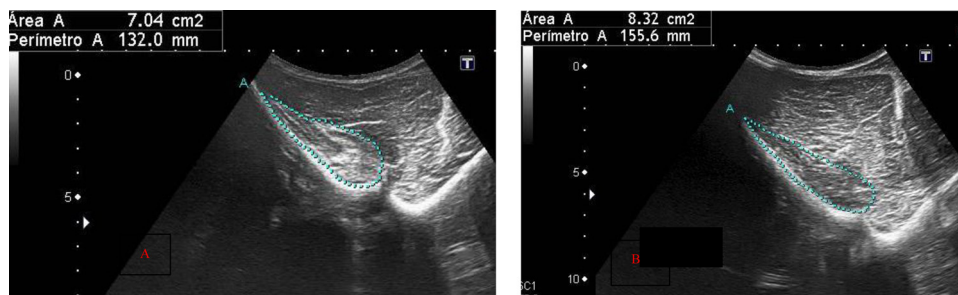 Área A 7.04 cm2
Perímetro A 132.0 mm
T
0
A
5
A
Área A 8.32 cm2
Perímetro A 155.6 mm
T
0
A
5
B
10